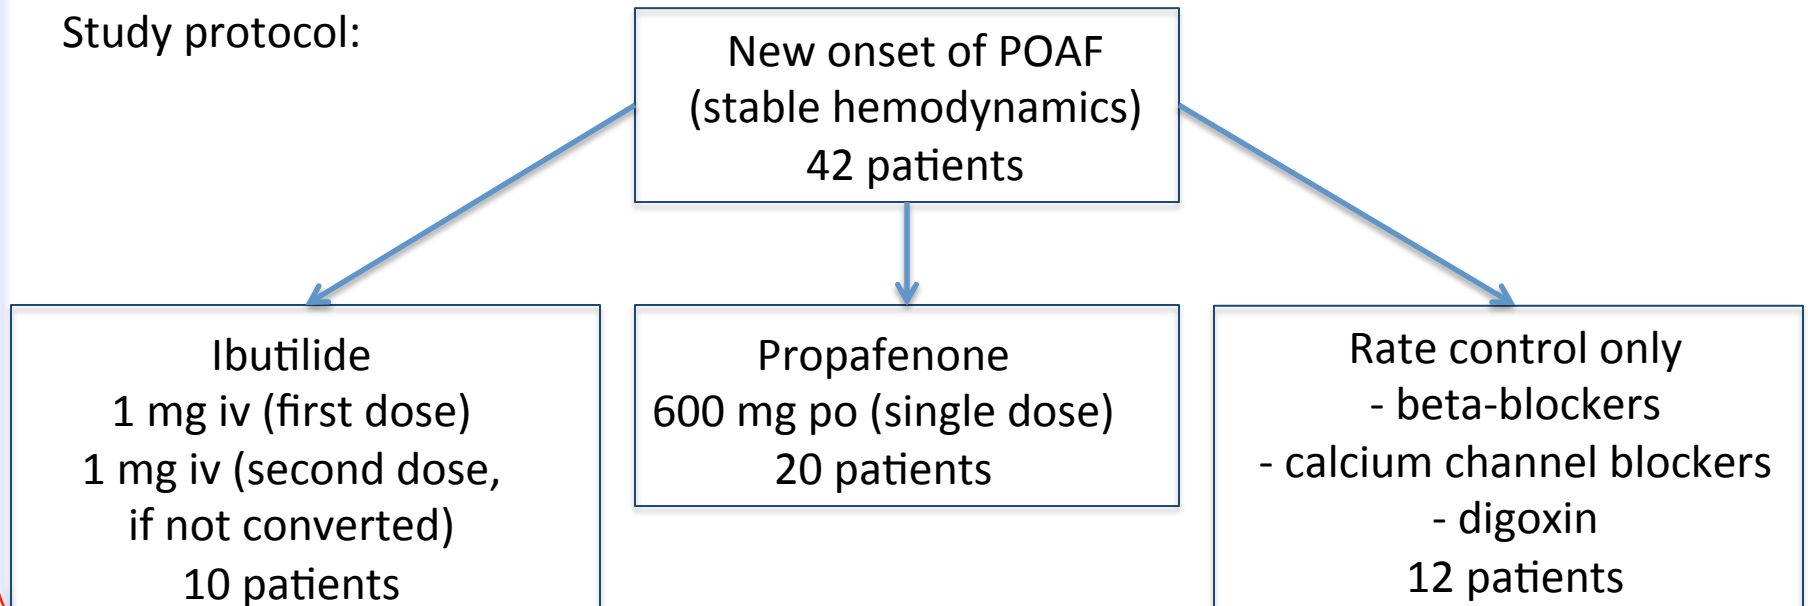 Study protocol:
New onset of POAF
(stable hemodynamics)
42 patients
Ibutilide
1 mg iv (first dose)
1 mg iv (second dose,
if not converted)
10 patients
Propafenone
600 mg po (single dose)
20 patients
Rate control only
- beta-blockers
- calcium channel blockers
- digoxin
12 patients